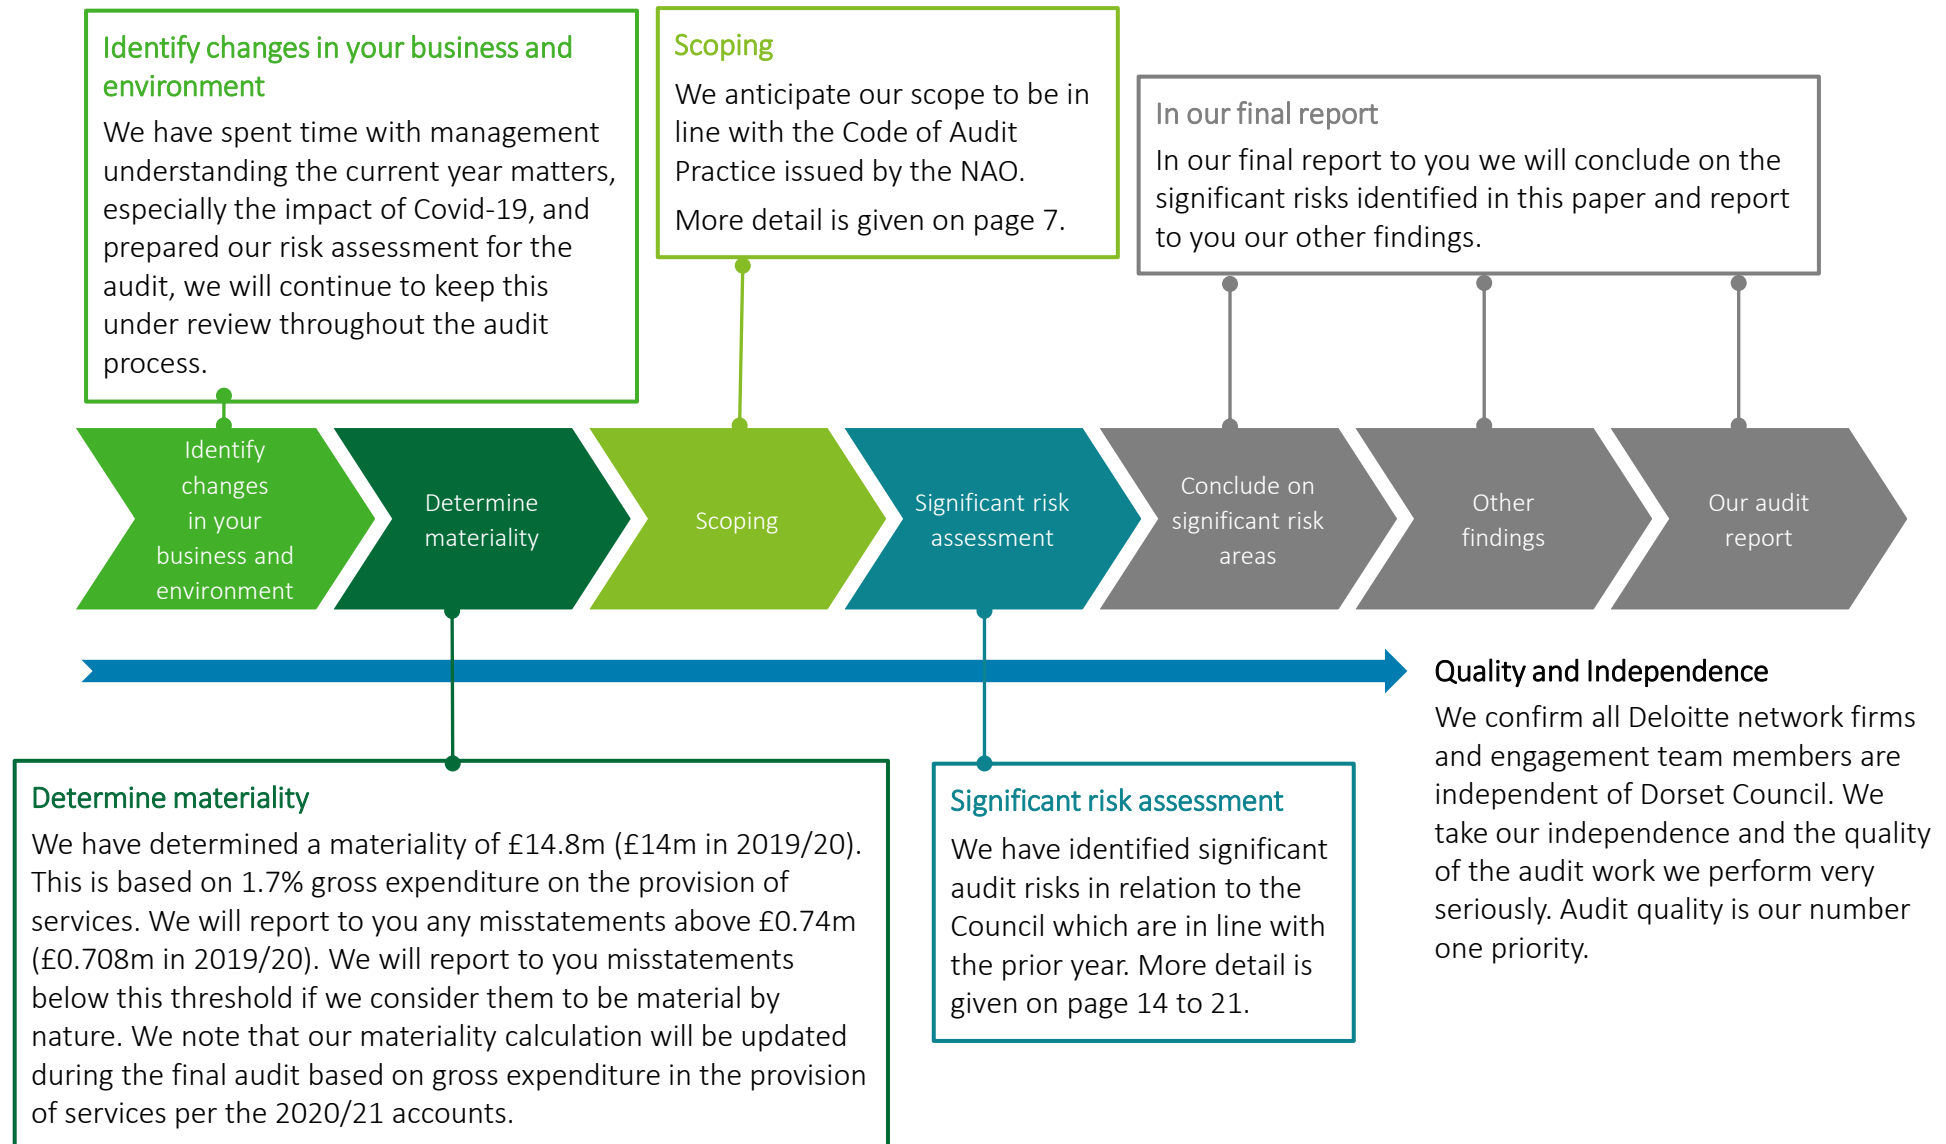 Identify changes in your business and
environment
We have spent time with management
understanding the current year matters,
especially the impact of Covid-19, and
prepared our risk assessment for the
audit, we will continue to keep this
under review throughout the audit
process.
Scoping
We anticipate our scope to be in
line with the Code of Audit
Practice issued by the NAO.
More detail is given on page 7.
In our final report
In our final report to you we will conclude on the
significant risks identified in this paper and report
to you our other findings.
Identify
changes
in your
business and
environment
Determine
materiality
Scoping
Significant risk
assessment
Conclude on
significant risk
areas
Other
findings
Our audit
report
Determine materiality
We have determined a materiality of £14.8m (£14m in 2019/20).
This is based on 1.7% gross expenditure on the provision of
services. We will report to you any misstatements above £0.74m
(£0.708m in 2019/20). We will report to you misstatements
below this threshold if we consider them to be material by
nature. We note that our materiality calculation will be updated
during the final audit based on gross expenditure in the provision
of services per the 2020/21 accounts.
Significant risk assessment
We have identified significant
audit risks in relation to the
Council which are in line with
the prior year. More detail is
given on page 14 to 21.
Quality and Independence
We confirm all Deloitte network firms
and engagement team members are
independent of Dorset Council. We
take our independence and the quality
of the audit work we perform very
seriously. Audit quality is our number
one priority.